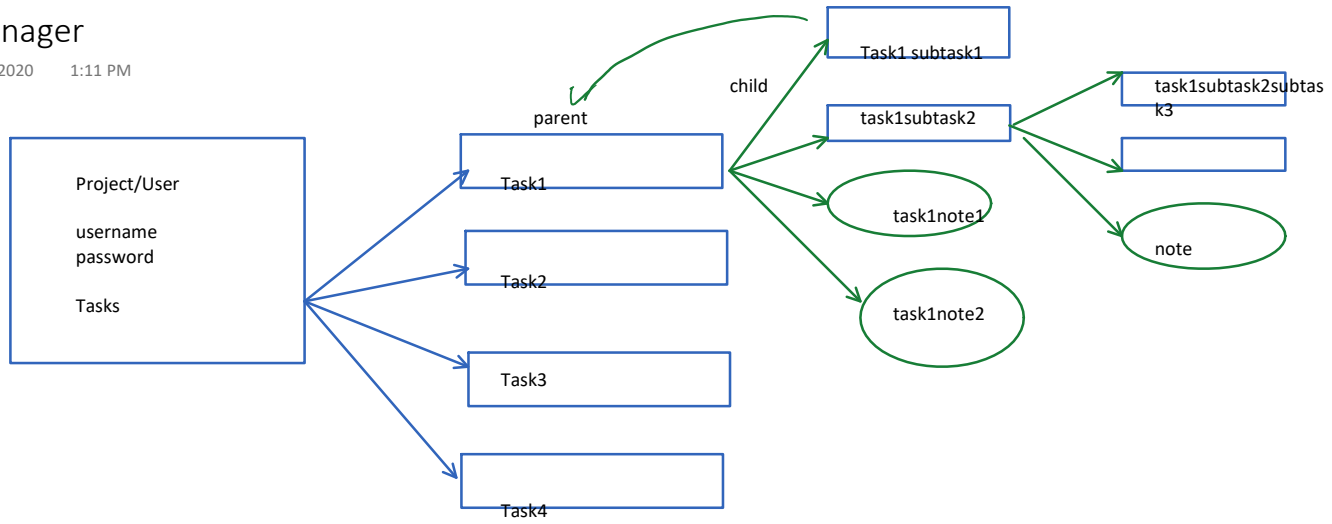 nager
2020 1:11 PM
Project/User
username
password
Tasks
parent
Task1
Task2
Task3
Task4
child
Task1 subtask1
task1subtask2
task1note1
task1note2
task1subtask2subtas
k3
note